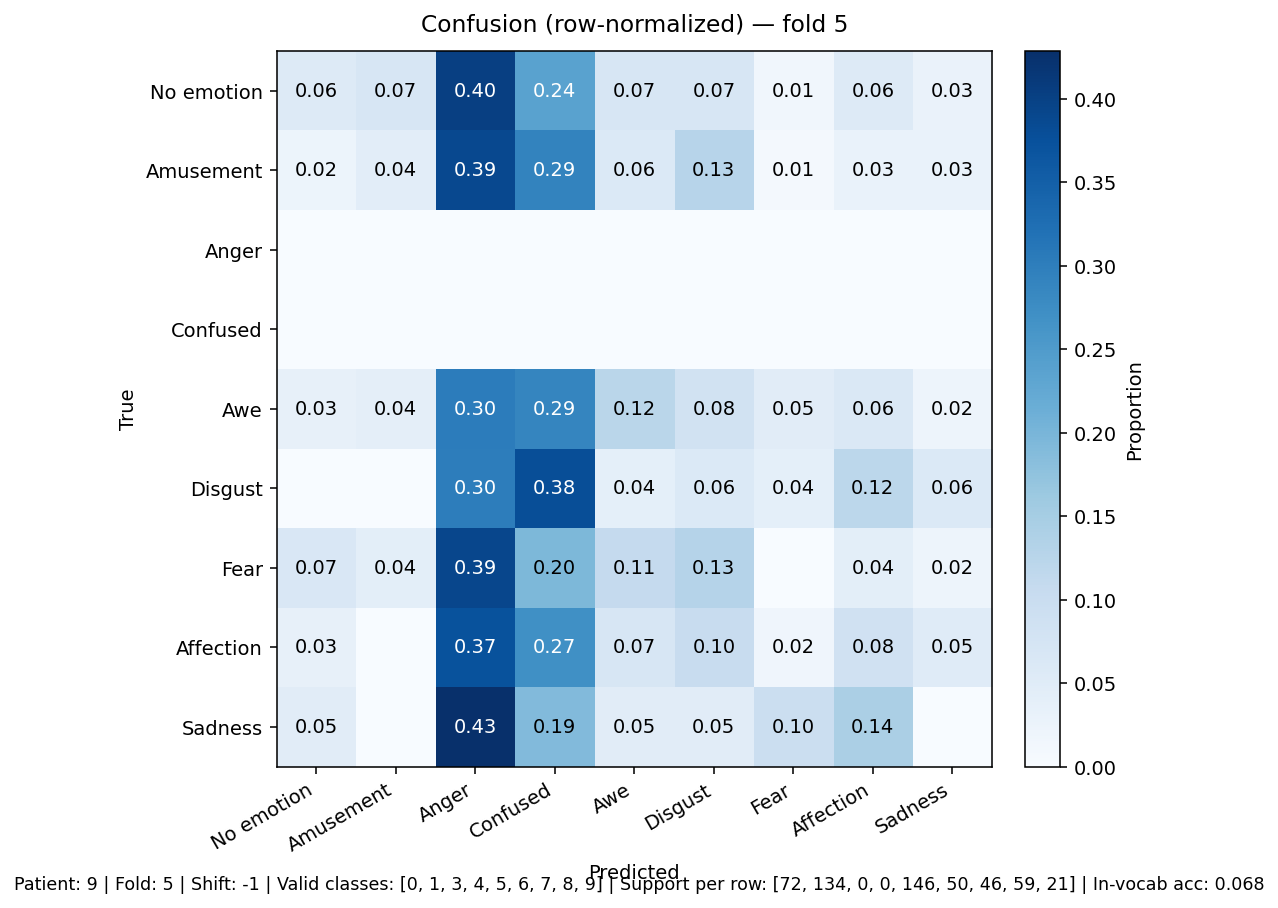 Confusion (row-normalized) — fold 5
No emotion 0.06 0.07 0.40 0.24 0.07 0.07 0.01 0.06 0.03
Amusement 0.02 0.04 0.39 0.29 0.06 0.13 0.01 0.03 0.03
Anger
Confused
Awe 0.03 0.04 0.30 0.29 0.12 0.08 0.05 0.06 0.02
Disgust 0.30 0.38 0.04 0.06 0.04 0.12 0.06
Fear 0.07 0.04 0.39 0.20 0.11 0.13 0.04 0.02
Affection 0.03 0.37 0.27 0.07 0.10 0.02 0.08 0.05
Sadness 0.05 0.43 0.19 0.05 0.05 0.10 0.14
True
No emotion Amusement Anger Confused Awe Disgust Fear Affection Sadness
Predicted
0.40
0.35
0.30
0.25
0.20
0.15
0.10
0.05
0.00
Proportion
Patient: 9 | Fold: 5 | Shift: -1 | Valid classes: [0, 1, 3, 4, 5, 6, 7, 8, 9] | Support per row: [72, 134, 0, 0, 146, 50, 46, 59, 21] | In-vocab acc: 0.068